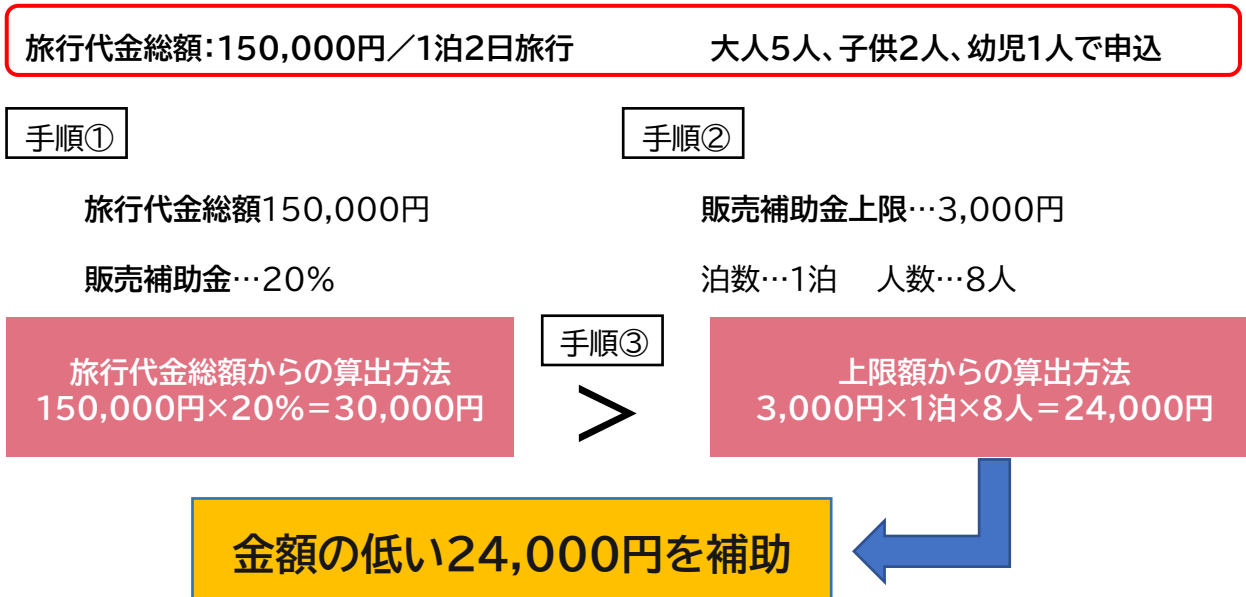 旅行代金総額:150,000円/1泊2日旅行 大人5人、子供2人、幼児1人で申込
手順①
旅行代金総額150,000円
販売補助金…20%
旅行代金総額からの算出方法
150,000円×20%=30,000円
手順②
販売補助金上限…3,000円
泊数…1泊 人数…8人
上限額からの算出方法
3,000円×1泊×8人=24,000円
手順③
>
金額の低い24,000円を補助